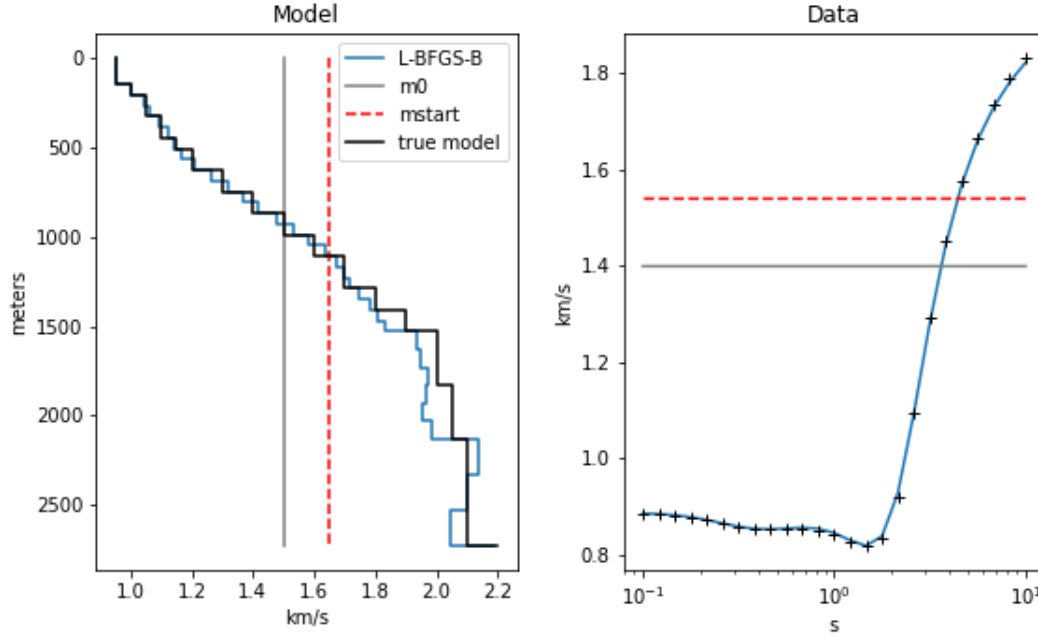 Model
meters
0
500
1000
1500
2000
2500
L-BFGS-B
m0
mstart
true model
1.0 1.2 1.4 1.6 1.8 2.0 2.2
km/s
Data
km/s
1.8
1.6
1.4
1.2
1.0
0.8
10⁻¹ 10⁰ 10¹
s